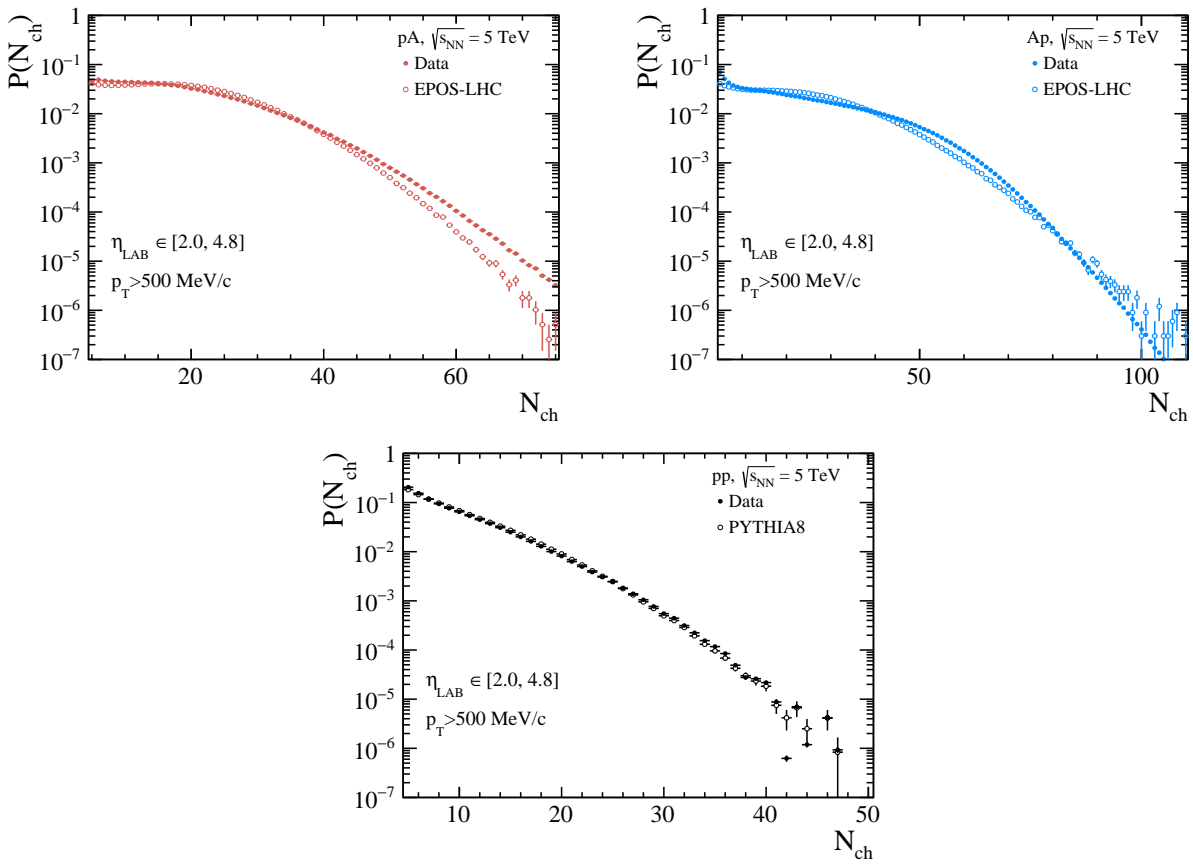 P(N_ch)
pA, √s_NN = 5 TeV
Data
EPOS-LHC
η_LAB ∈ [2.0, 4.8]
p_T>500 MeV/c
1
10^−1
10^−2
10^−3
10^−4
10^−5
10^−6
10^−7
20 40 60
N_ch
P(N_ch)
Ap, √s_NN = 5 TeV
Data
EPOS-LHC
η_LAB ∈ [2.0, 4.8]
p_T>500 MeV/c
1
10^−1
10^−2
10^−3
10^−4
10^−5
10^−6
10^−7
50 100
N_ch
P(N_ch)
pp, √s_NN = 5 TeV
Data
PYTHIA8
η_LAB ∈ [2.0, 4.8]
p_T>500 MeV/c
1
10^−1
10^−2
10^−3
10^−4
10^−5
10^−6
10^−7
10 20 30 40 50
N_ch